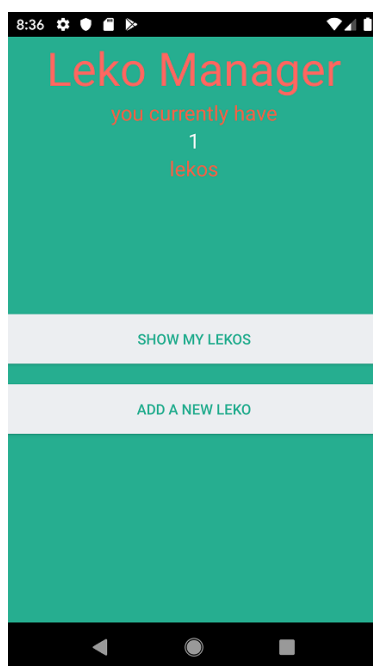 8:36
Leko Manager
you currently have
1
lekos
SHOW MY LEKOS
ADD A NEW LEKO